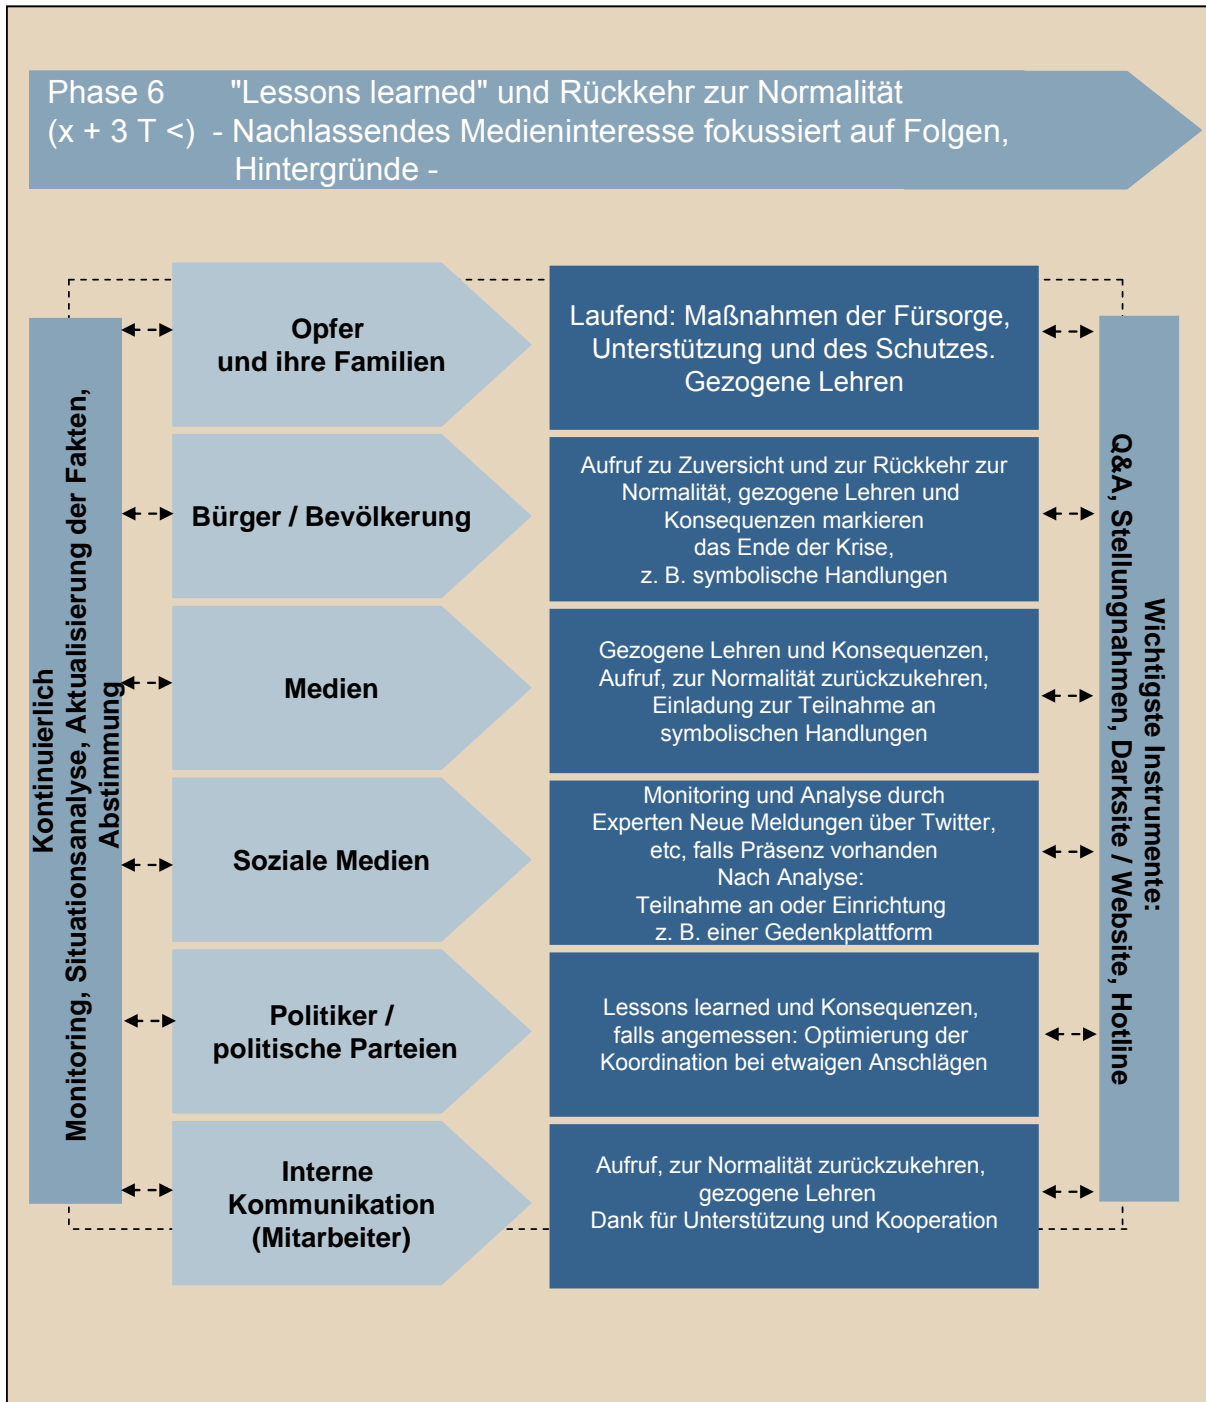 Phase 6 "Lessons learned" und Rückkehr zur Normalität
(x + 3 T <) - Nachlassendes Medieninteresse fokussiert auf Folgen,
Hintergründe -
Kontinuierlich
Monitoring, Situationsanalyse, Aktualisierung der Fakten,
Abstimmung
Opfer
und ihre Familien
Laufend: Maßnahmen der Fürsorge,
Unterstützung und des Schutzes.
Gezogene Lehren
Bürger / Bevölkerung
Aufruf zu Zuversicht und zur Rückkehr zur
Normalität, gezogene Lehren und
Konsequenzen markieren
das Ende der Krise,
z. B. symbolische Handlungen
Medien
Gezogene Lehren und Konsequenzen,
Aufruf, zur Normalität zurückzukehren,
Einladung zur Teilnahme an
symbolischen Handlungen
Soziale Medien
Monitoring und Analyse durch
Experten Neue Meldungen über Twitter,
etc, falls Präsenz vorhanden
Nach Analyse:
Teilnahme an oder Einrichtung
z. B. einer Gedenkplattform
Politiker /
politische Parteien
Lessons learned und Konsequenzen,
falls angemessen: Optimierung der
Koordination bei etwaigen Anschlägen
Interne
Kommunikation
(Mitarbeiter)
Aufruf, zur Normalität zurückzukehren,
gezogene Lehren
Dank für Unterstützung und Kooperation
Wichtigste Instrumente:
Q&A, Stellungnahmen, Darksite / Website, Hotline